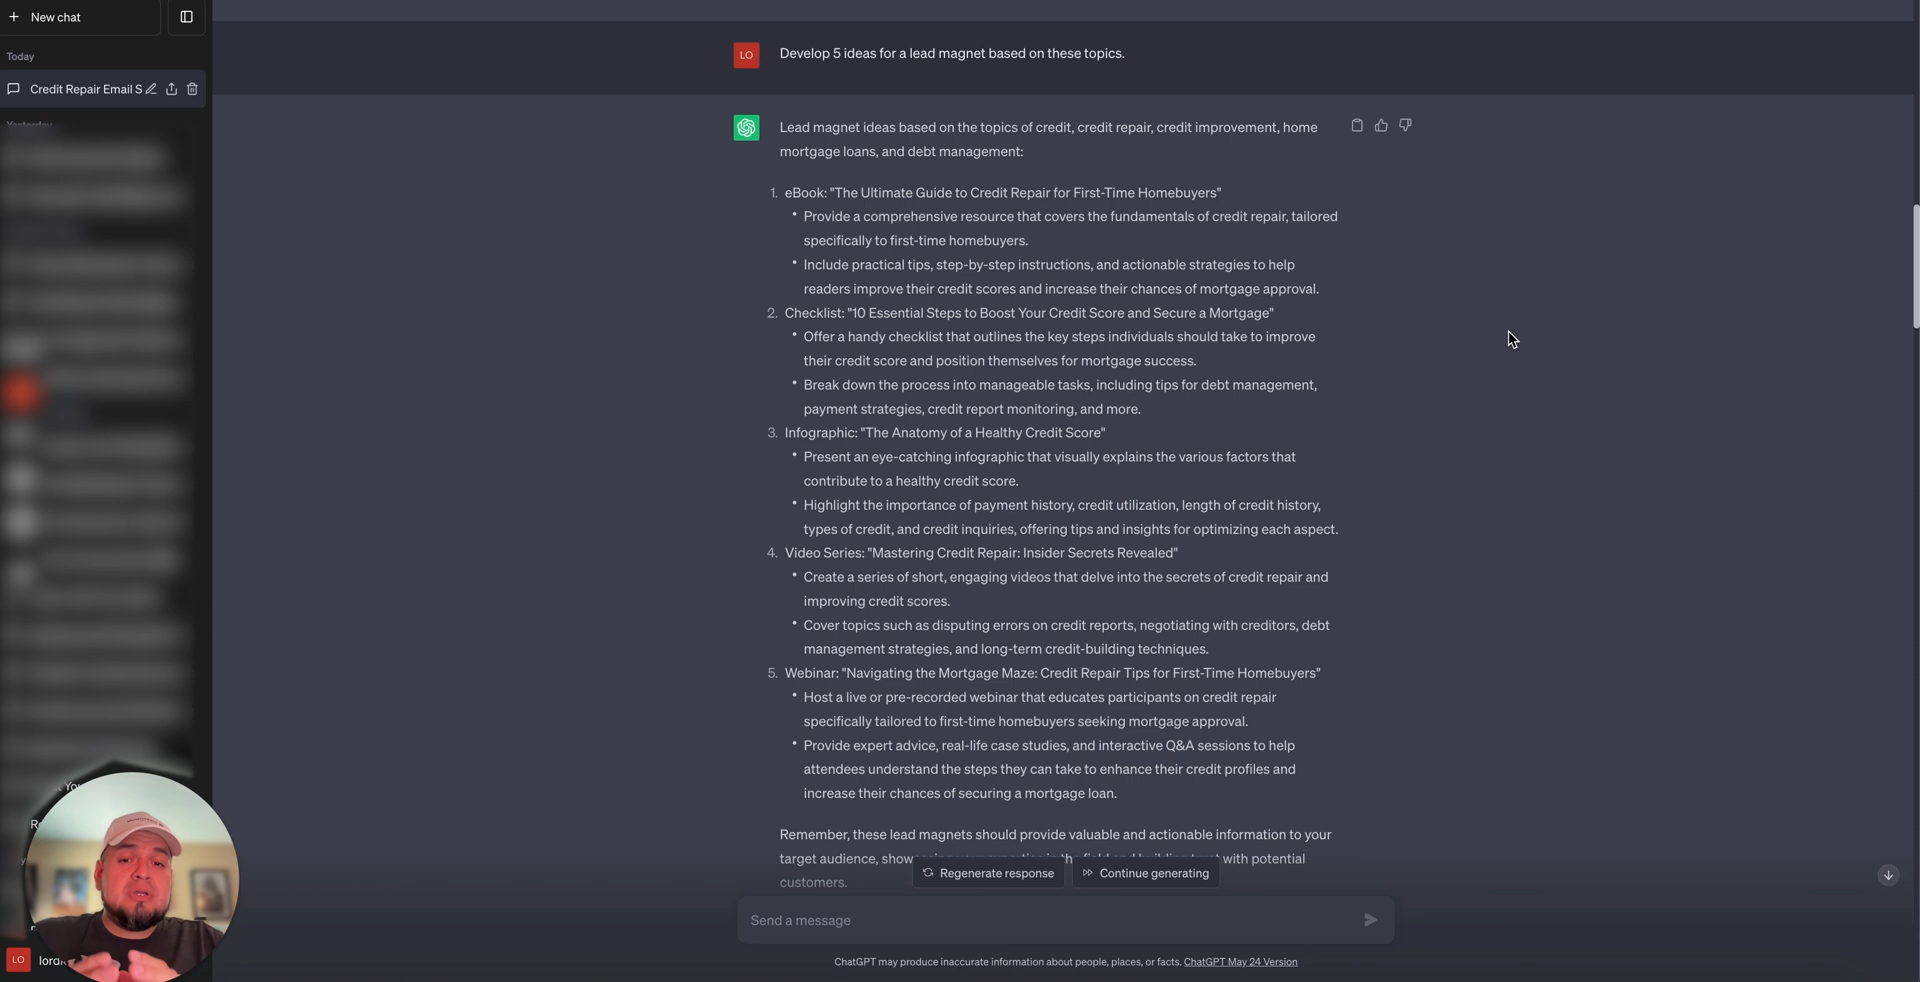 New chat
Today
Credit Repair Email S
Yesterday
LO
Develop 5 ideas for a lead magnet based on these topics.
Lead magnet ideas based on the topics of credit, credit repair, credit improvement, home
mortgage loans, and debt management:
1. eBook: "The Ultimate Guide to Credit Repair for First-Time Homebuyers"
• Provide a comprehensive resource that covers the fundamentals of credit repair, tailored
specifically to first-time homebuyers.
• Include practical tips, step-by-step instructions, and actionable strategies to help
readers improve their credit scores and increase their chances of mortgage approval.
2. Checklist: "10 Essential Steps to Boost Your Credit Score and Secure a Mortgage"
• Offer a handy checklist that outlines the key steps individuals should take to improve
their credit score and position themselves for mortgage success.
• Break down the process into manageable tasks, including tips for debt management,
payment strategies, credit report monitoring, and more.
3. Infographic: "The Anatomy of a Healthy Credit Score"
• Present an eye-catching infographic that visually explains the various factors that
contribute to a healthy credit score.
• Highlight the importance of payment history, credit utilization, length of credit history,
types of credit, and credit inquiries, offering tips and insights for optimizing each aspect.
4. Video Series: "Mastering Credit Repair: Insider Secrets Revealed"
• Create a series of short, engaging videos that delve into the secrets of credit repair and
improving credit scores.
• Cover topics such as disputing errors on credit reports, negotiating with creditors, debt
management strategies, and long-term credit-building techniques.
5. Webinar: "Navigating the Mortgage Maze: Credit Repair Tips for First-Time Homebuyers"
• Host a live or pre-recorded webinar that educates participants on credit repair
specifically tailored to first-time homebuyers seeking mortgage approval.
• Provide expert advice, real-life case studies, and interactive Q&A sessions to help
attendees understand the steps they can take to enhance their credit profiles and
increase their chances of securing a mortgage loan.
Remember, these lead magnets should provide valuable and actionable information to your
target audience, with potential
customers.
Regenerate response
Continue generating
Send a message
ChatGPT may produce inaccurate information about people, places, or facts. ChatGPT May 24 Version
LO